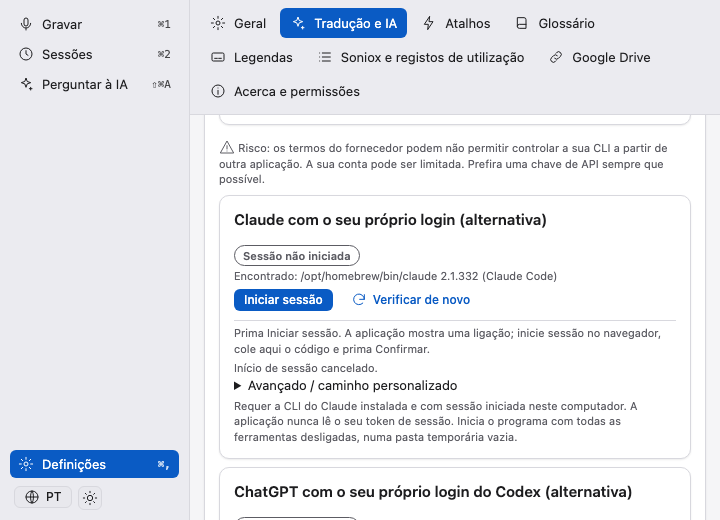 Gravar ⌘1
Sessões ⌘2
Perguntar à IA ⇧⌘A
Definições ⌘,
PT
Geral
Tradução e IA
Atalhos
Glossário
Legendas
Soniox e registos de utilização
Google Drive
Acerca e permissões
Risco: os termos do fornecedor podem não permitir controlar a sua CLI a partir de
outra aplicação. A sua conta pode ser limitada. Prefira uma chave de API sempre que
possível.
Claude com o seu próprio login (alternativa)
Sessão não iniciada
Encontrado: /opt/homebrew/bin/claude 2.1.332 (Claude Code)
Iniciar sessão
Verificar de novo
Prima Iniciar sessão. A aplicação mostra uma ligação; inicie sessão no navegador,
cole aqui o código e prima Confirmar.
Início de sessão cancelado.
Avançado / caminho personalizado
Requer a CLI do Claude instalada e com sessão iniciada neste computador. A
aplicação nunca lê o seu token de sessão. Inicia o programa com todas as
ferramentas desligadas, numa pasta temporária vazia.
ChatGPT com o seu próprio login do Codex (alternativa)